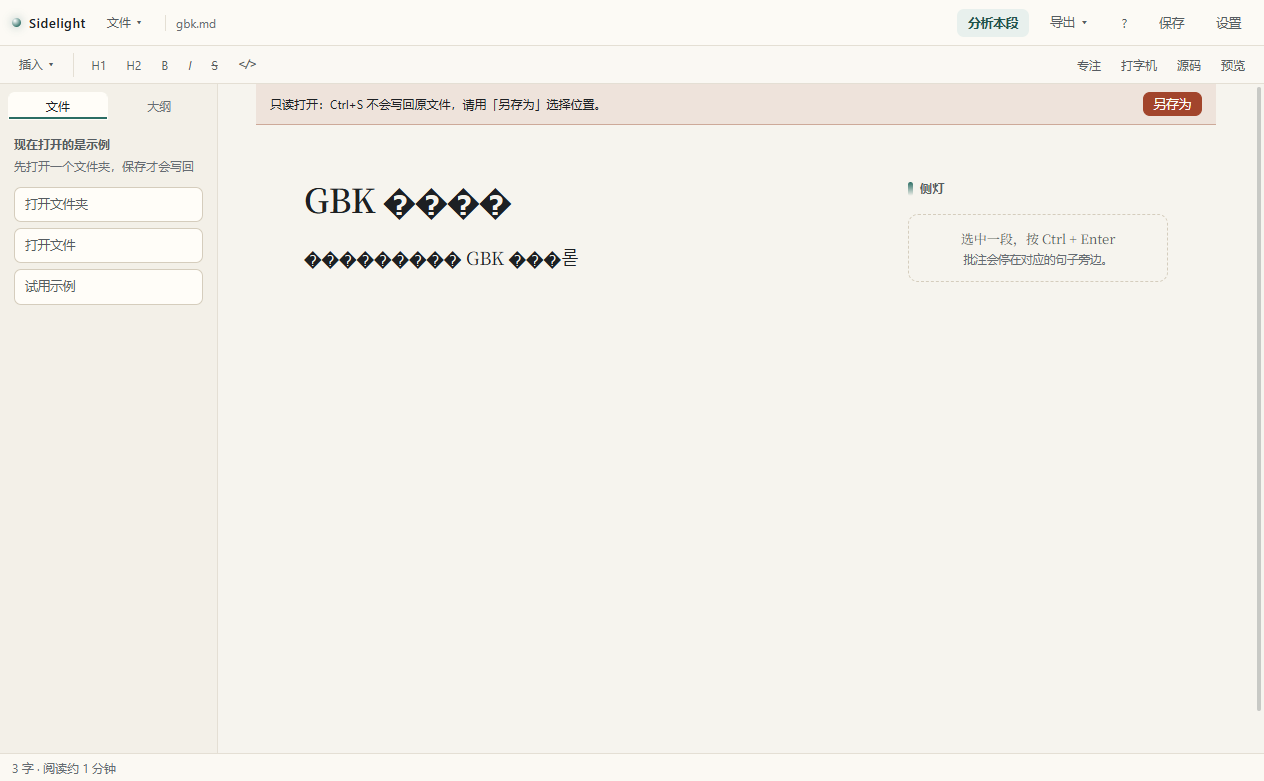 Sidelight 文件 gbk.md 分析本段 导出 ? 保存 设置
插入 H1 H2 B I S </> 专注 打字机 源码 预览
文件 大纲
只读打开：Ctrl+S 不会写回原文件，请用「另存为」选择位置。 另存为
现在打开的是示例
先打开一个文件夹，保存才会写回
打开文件夹
打开文件
试用示例
GBK ����
��������� GBK ���론
侧灯
选中一段，按 Ctrl + Enter
批注会停在对应的句子旁边。
3 字 · 阅读约 1 分钟